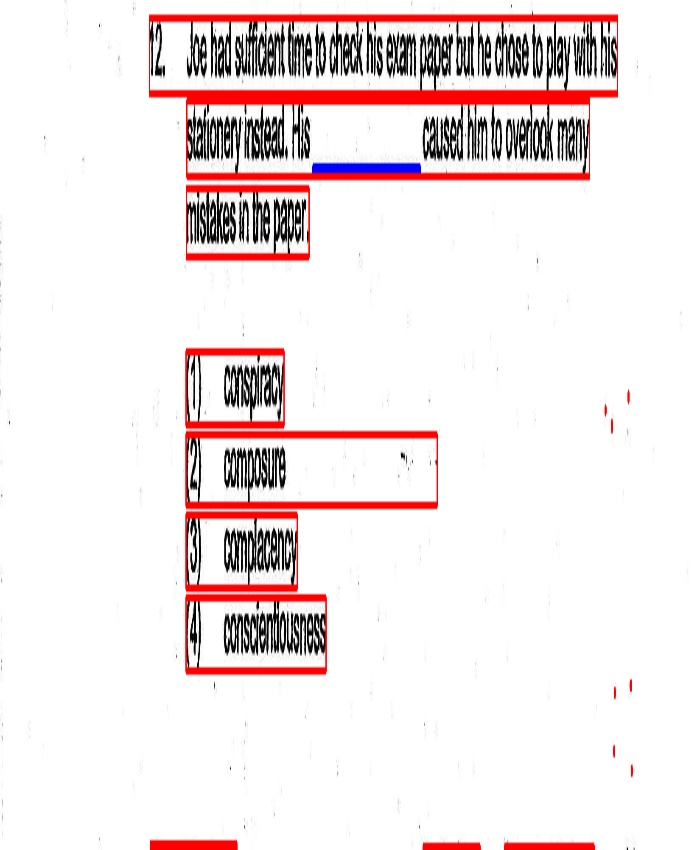 12. Joe had sufficient time to check his exam paper but he chose to play with his
stationery instead. His ________ caused him to overlook many
mistakes in the paper.
(1) conspiracy
(2) composure
(3) complacency
(4) conscientiousness